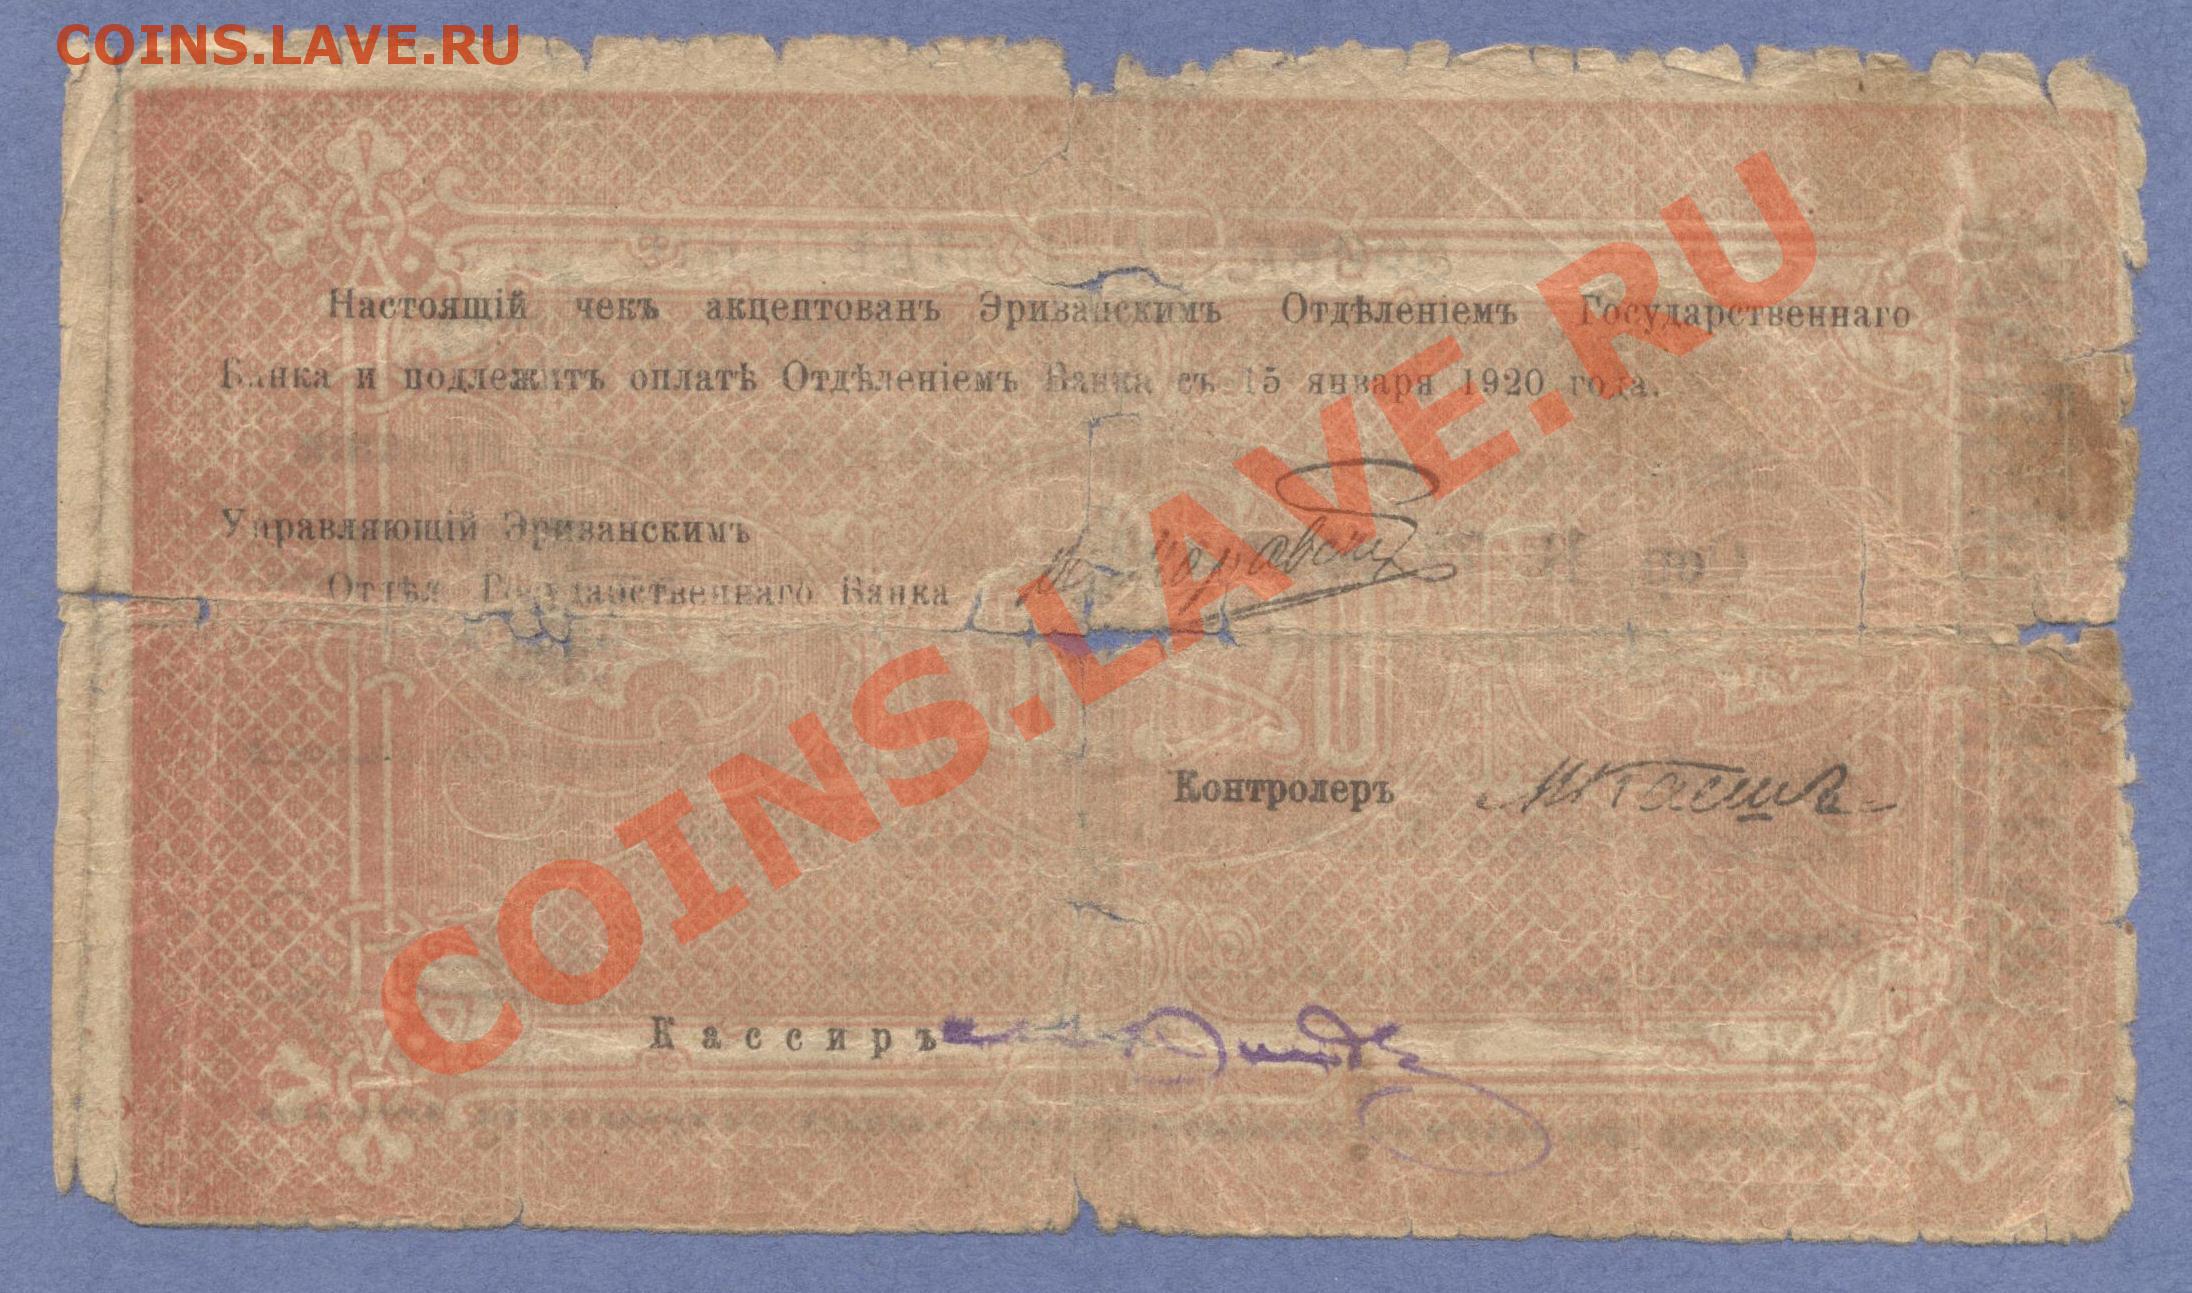 COINS.LAVE.RU
Настоящій чекъ акцептованъ Эриванскимъ Отдѣленіемъ Государственнаго
Банка и подлежитъ оплатѣ Отдѣленіемъ Банка съ 15 января 1920 года.
Управляющій Эриванскимъ
Отдѣл. Государственнаго Банка
Контролеръ
Кассиръ
COINS.LAVE.RU